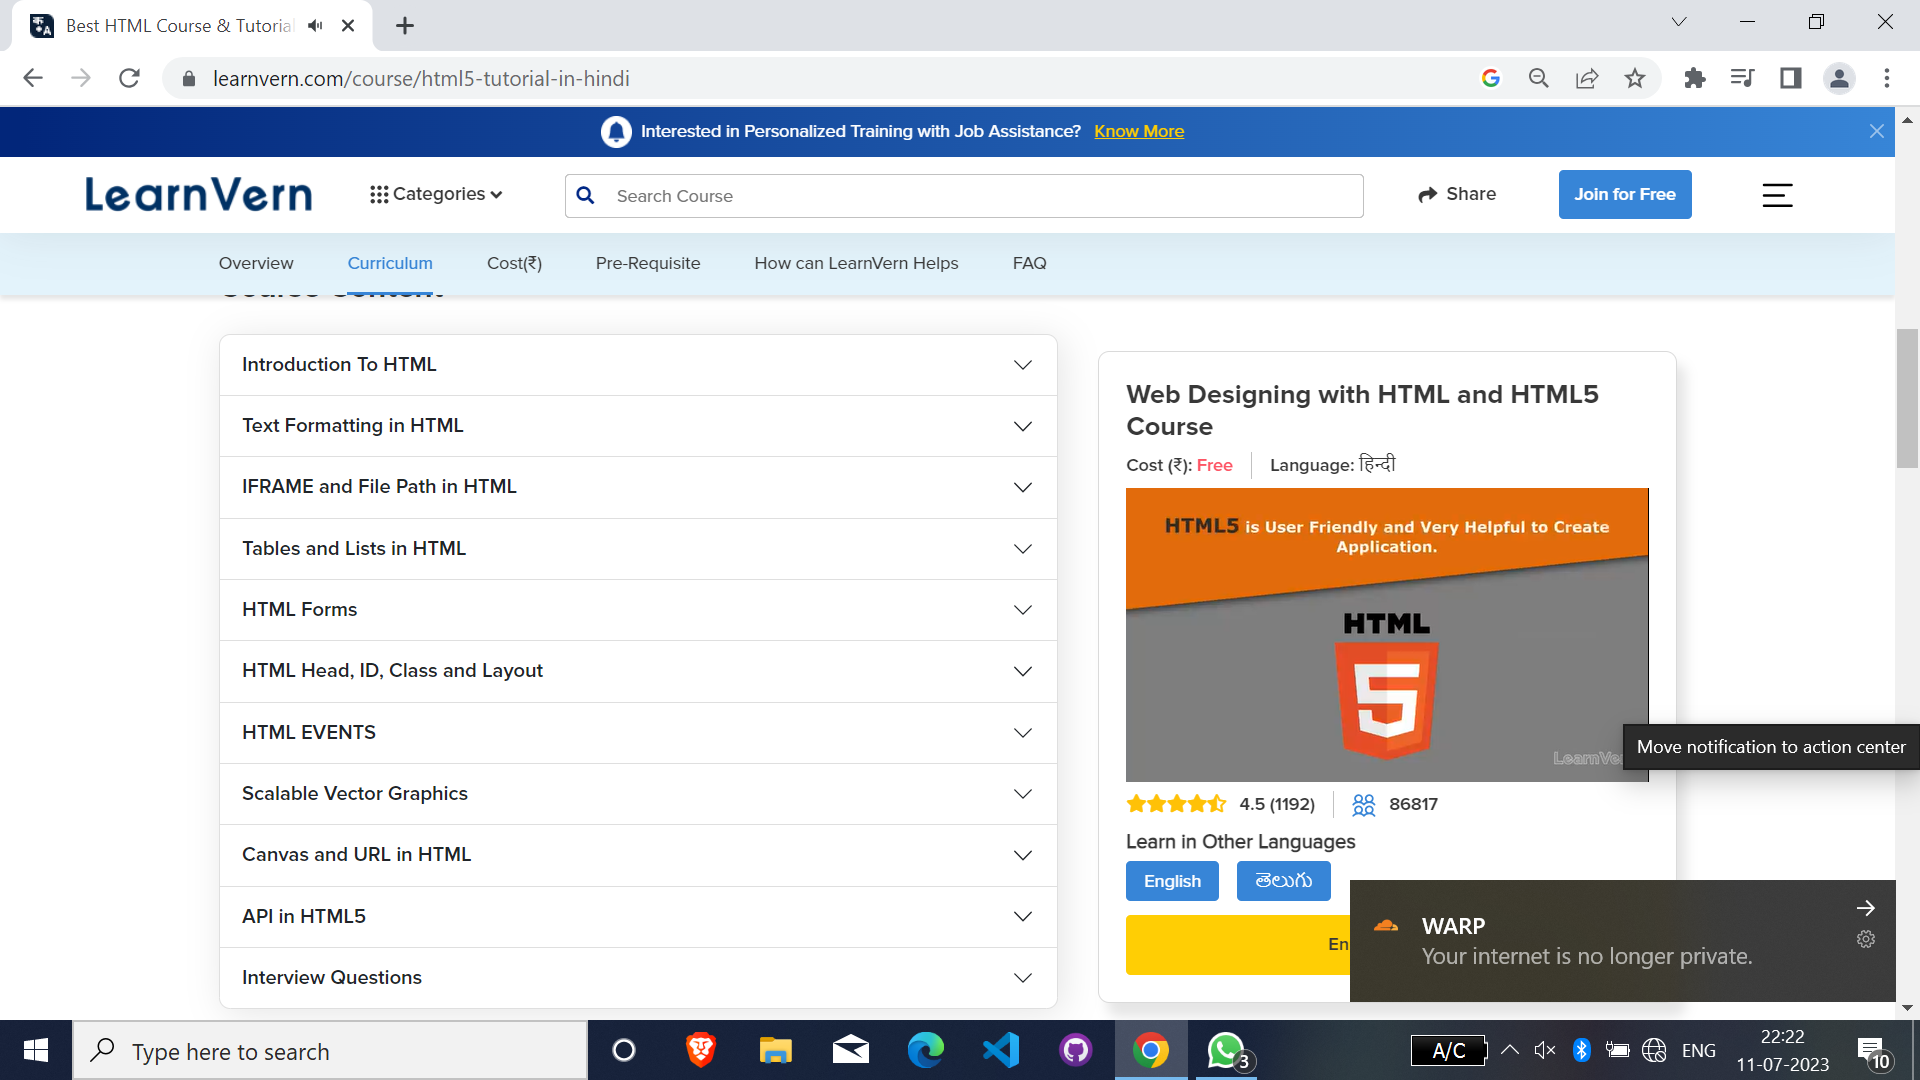 Best HTML Course & Tutorial
learnvern.com/course/html5-tutorial-in-hindi
Interested in Personalized Training with Job Assistance? Know More
LearnVern
Categories
Search Course
Share
Join for Free
Overview
Curriculum
Cost(₹)
Pre-Requisite
How can LearnVern Helps
FAQ
Course Content
Introduction To HTML
Text Formatting in HTML
IFRAME and File Path in HTML
Tables and Lists in HTML
HTML Forms
HTML Head, ID, Class and Layout
HTML EVENTS
Scalable Vector Graphics
Canvas and URL in HTML
API in HTML5
Interview Questions
Web Designing with HTML and HTML5
Course
Cost (₹): Free
Language: हिन्दी
HTML5 is User Friendly and Very Helpful to Create
Application.
HTML
5
LearnVe
Move notification to action center
4.5 (1192)
86817
Learn in Other Languages
English
తెలుగు
En
WARP
Your internet is no longer private.
Type here to search
3
A/C
ENG
22:22
11-07-2023
10